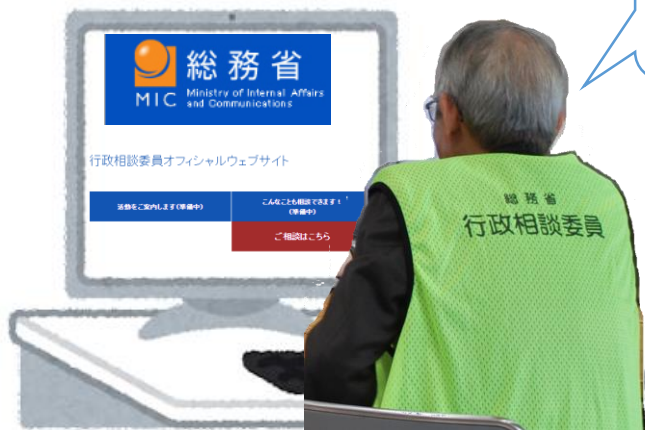 総務省
MIC Ministry of Internal Affairs
and Communications
行政相談委員オフィシャルウェブサイト
活動をご案内します(準備中)
こんなことも相談できます!
(準備中)
ご相談はこちら
総務省
行政相談委員